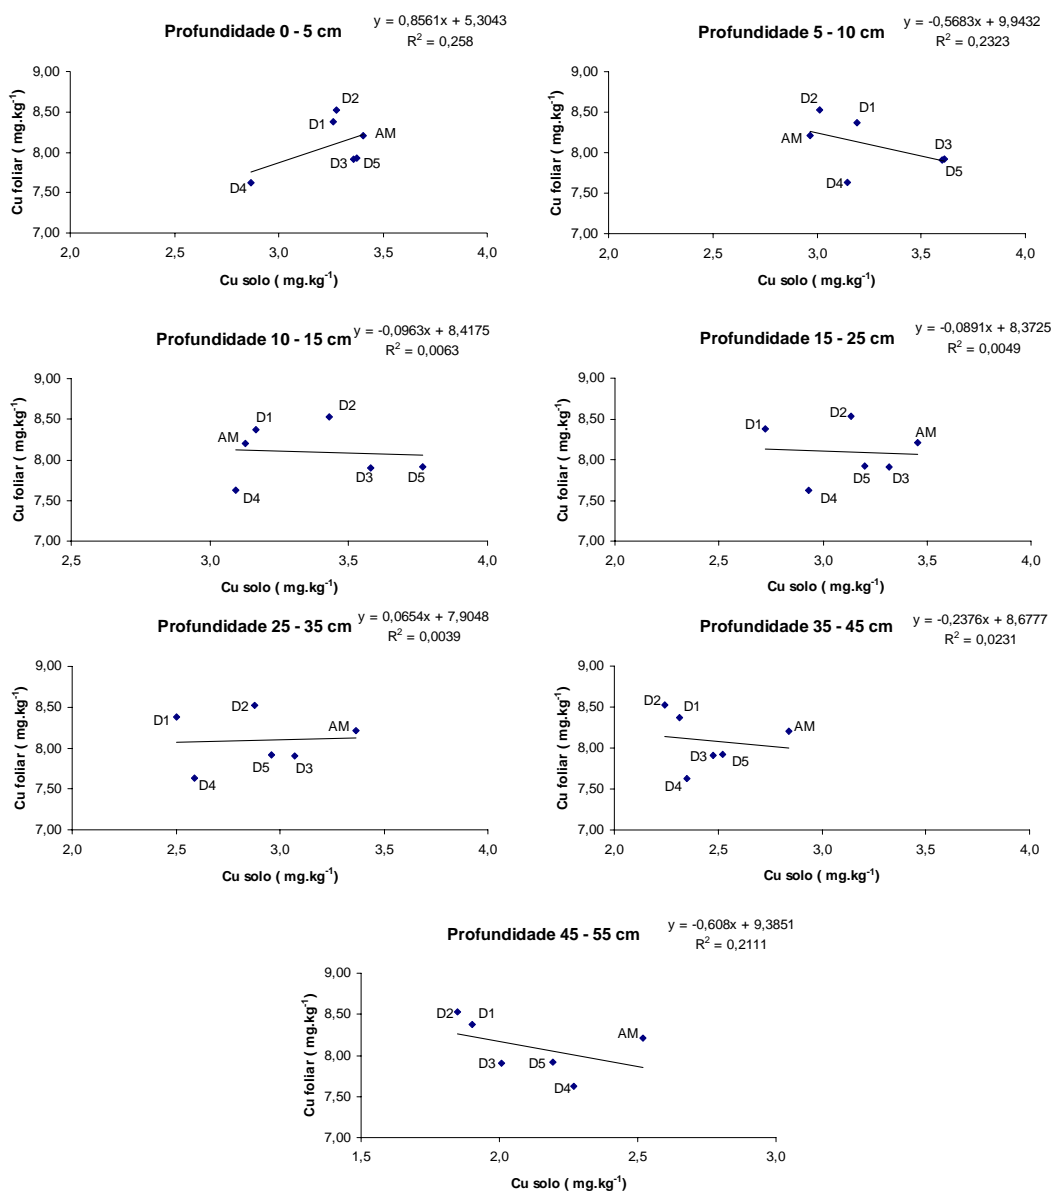 Profundidade 0 - 5 cm
y = 0,8561x + 5,3043
R² = 0,258
Cu foliar ( mg.kg⁻¹)
9,00
8,50
8,00
7,50
7,00
D2
D1
AM
D3
D5
D4
2,0 2,5 3,0 3,5 4,0
Cu solo ( mg.kg⁻¹)
Profundidade 5 - 10 cm
y = -0,5683x + 9,9432
R² = 0,2323
Cu foliar ( mg.kg⁻¹)
9,00
8,50
8,00
7,50
7,00
D2
D1
AM
D3
D5
D4
2,0 2,5 3,0 3,5 4,0
Cu solo ( mg.kg⁻¹)
Profundidade 10 - 15 cm
y = -0,0963x + 8,4175
R² = 0,0063
Cu foliar ( mg.kg⁻¹)
9,00
8,50
8,00
7,50
7,00
D2
D1
AM
D3
D5
D4
2,5 3,0 3,5 4,0
Cu solo ( mg.kg⁻¹)
Profundidade 15 - 25 cm
y = -0,0891x + 8,3725
R² = 0,0049
Cu foliar ( mg.kg⁻¹)
9,00
8,50
8,00
7,50
7,00
D2
D1
AM
D5
D3
D4
2,0 2,5 3,0 3,5 4,0
Cu solo ( mg.kg⁻¹)
Profundidade 25 - 35 cm
y = 0,0654x + 7,9048
R² = 0,0039
Cu foliar ( mg.kg⁻¹)
9,00
8,50
8,00
7,50
7,00
D1
D2
AM
D5
D3
D4
2,0 2,5 3,0 3,5 4,0
Cu solo ( mg.kg⁻¹)
Profundidade 35 - 45 cm
y = -0,2376x + 8,6777
R² = 0,0231
Cu foliar ( mg.kg⁻¹)
9,00
8,50
8,00
7,50
7,00
D2
D1
AM
D3
D5
D4
2,0 2,5 3,0 3,5 4,0
Cu solo ( mg.kg⁻¹)
Profundidade 45 - 55 cm
y = -0,608x + 9,3851
R² = 0,2111
Cu foliar ( mg.kg⁻¹)
9,00
8,50
8,00
7,50
7,00
D2
D1
AM
D3
D5
D4
1,5 2,0 2,5 3,0
Cu solo ( mg.kg⁻¹)